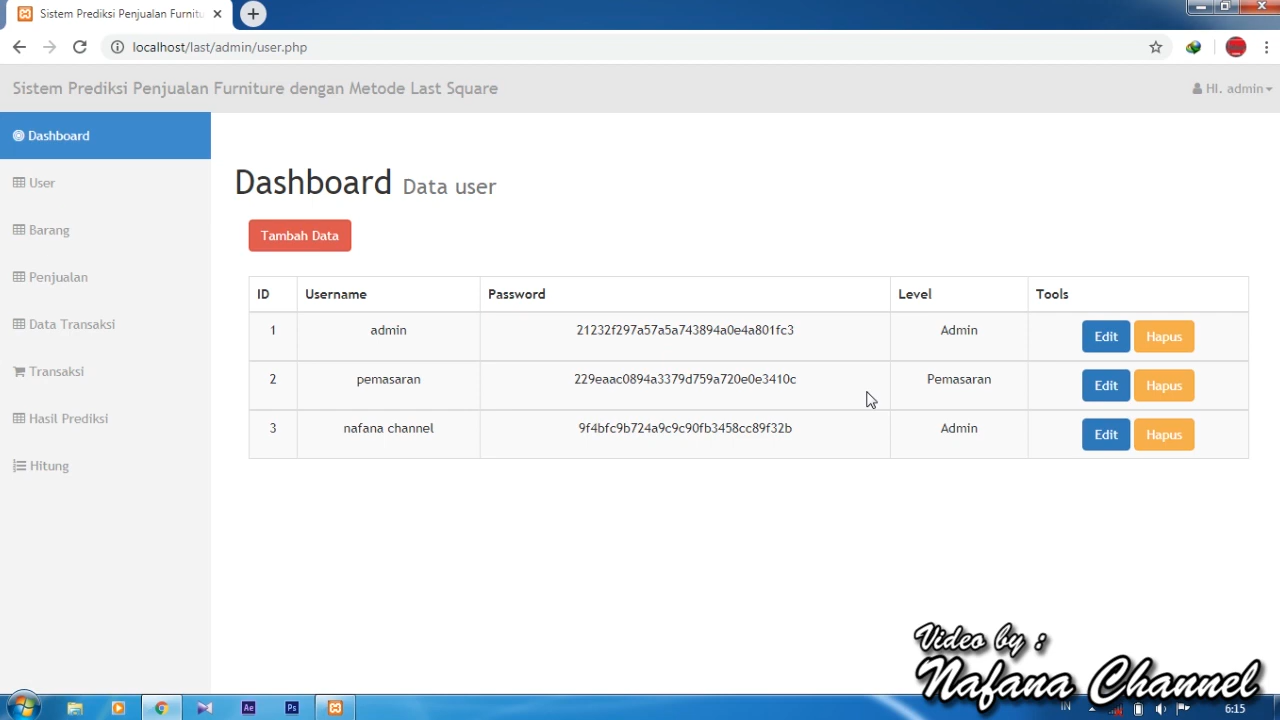 Sistem Prediksi Penjualan Furnitu
localhost/last/admin/user.php
Sistem Prediksi Penjualan Furniture dengan Metode Last Square
HI. admin
Dashboard
User
Barang
Penjualan
Data Transaksi
Transaksi
Hasil Prediksi
Hitung
Dashboard Data user
Tambah Data
ID Username Password Level Tools
1 admin 21232f297a57a5a743894a0e4a801fc3 Admin Edit Hapus
2 pemasaran 229eaac0894a3379d759a720e0e3410c Pemasaran Edit Hapus
3 nafana channel 9f4bfc9b724a9c9c90fb3458cc89f32b Admin Edit Hapus
Video by :
Nafana Channel
Ae Ps IN 6:15